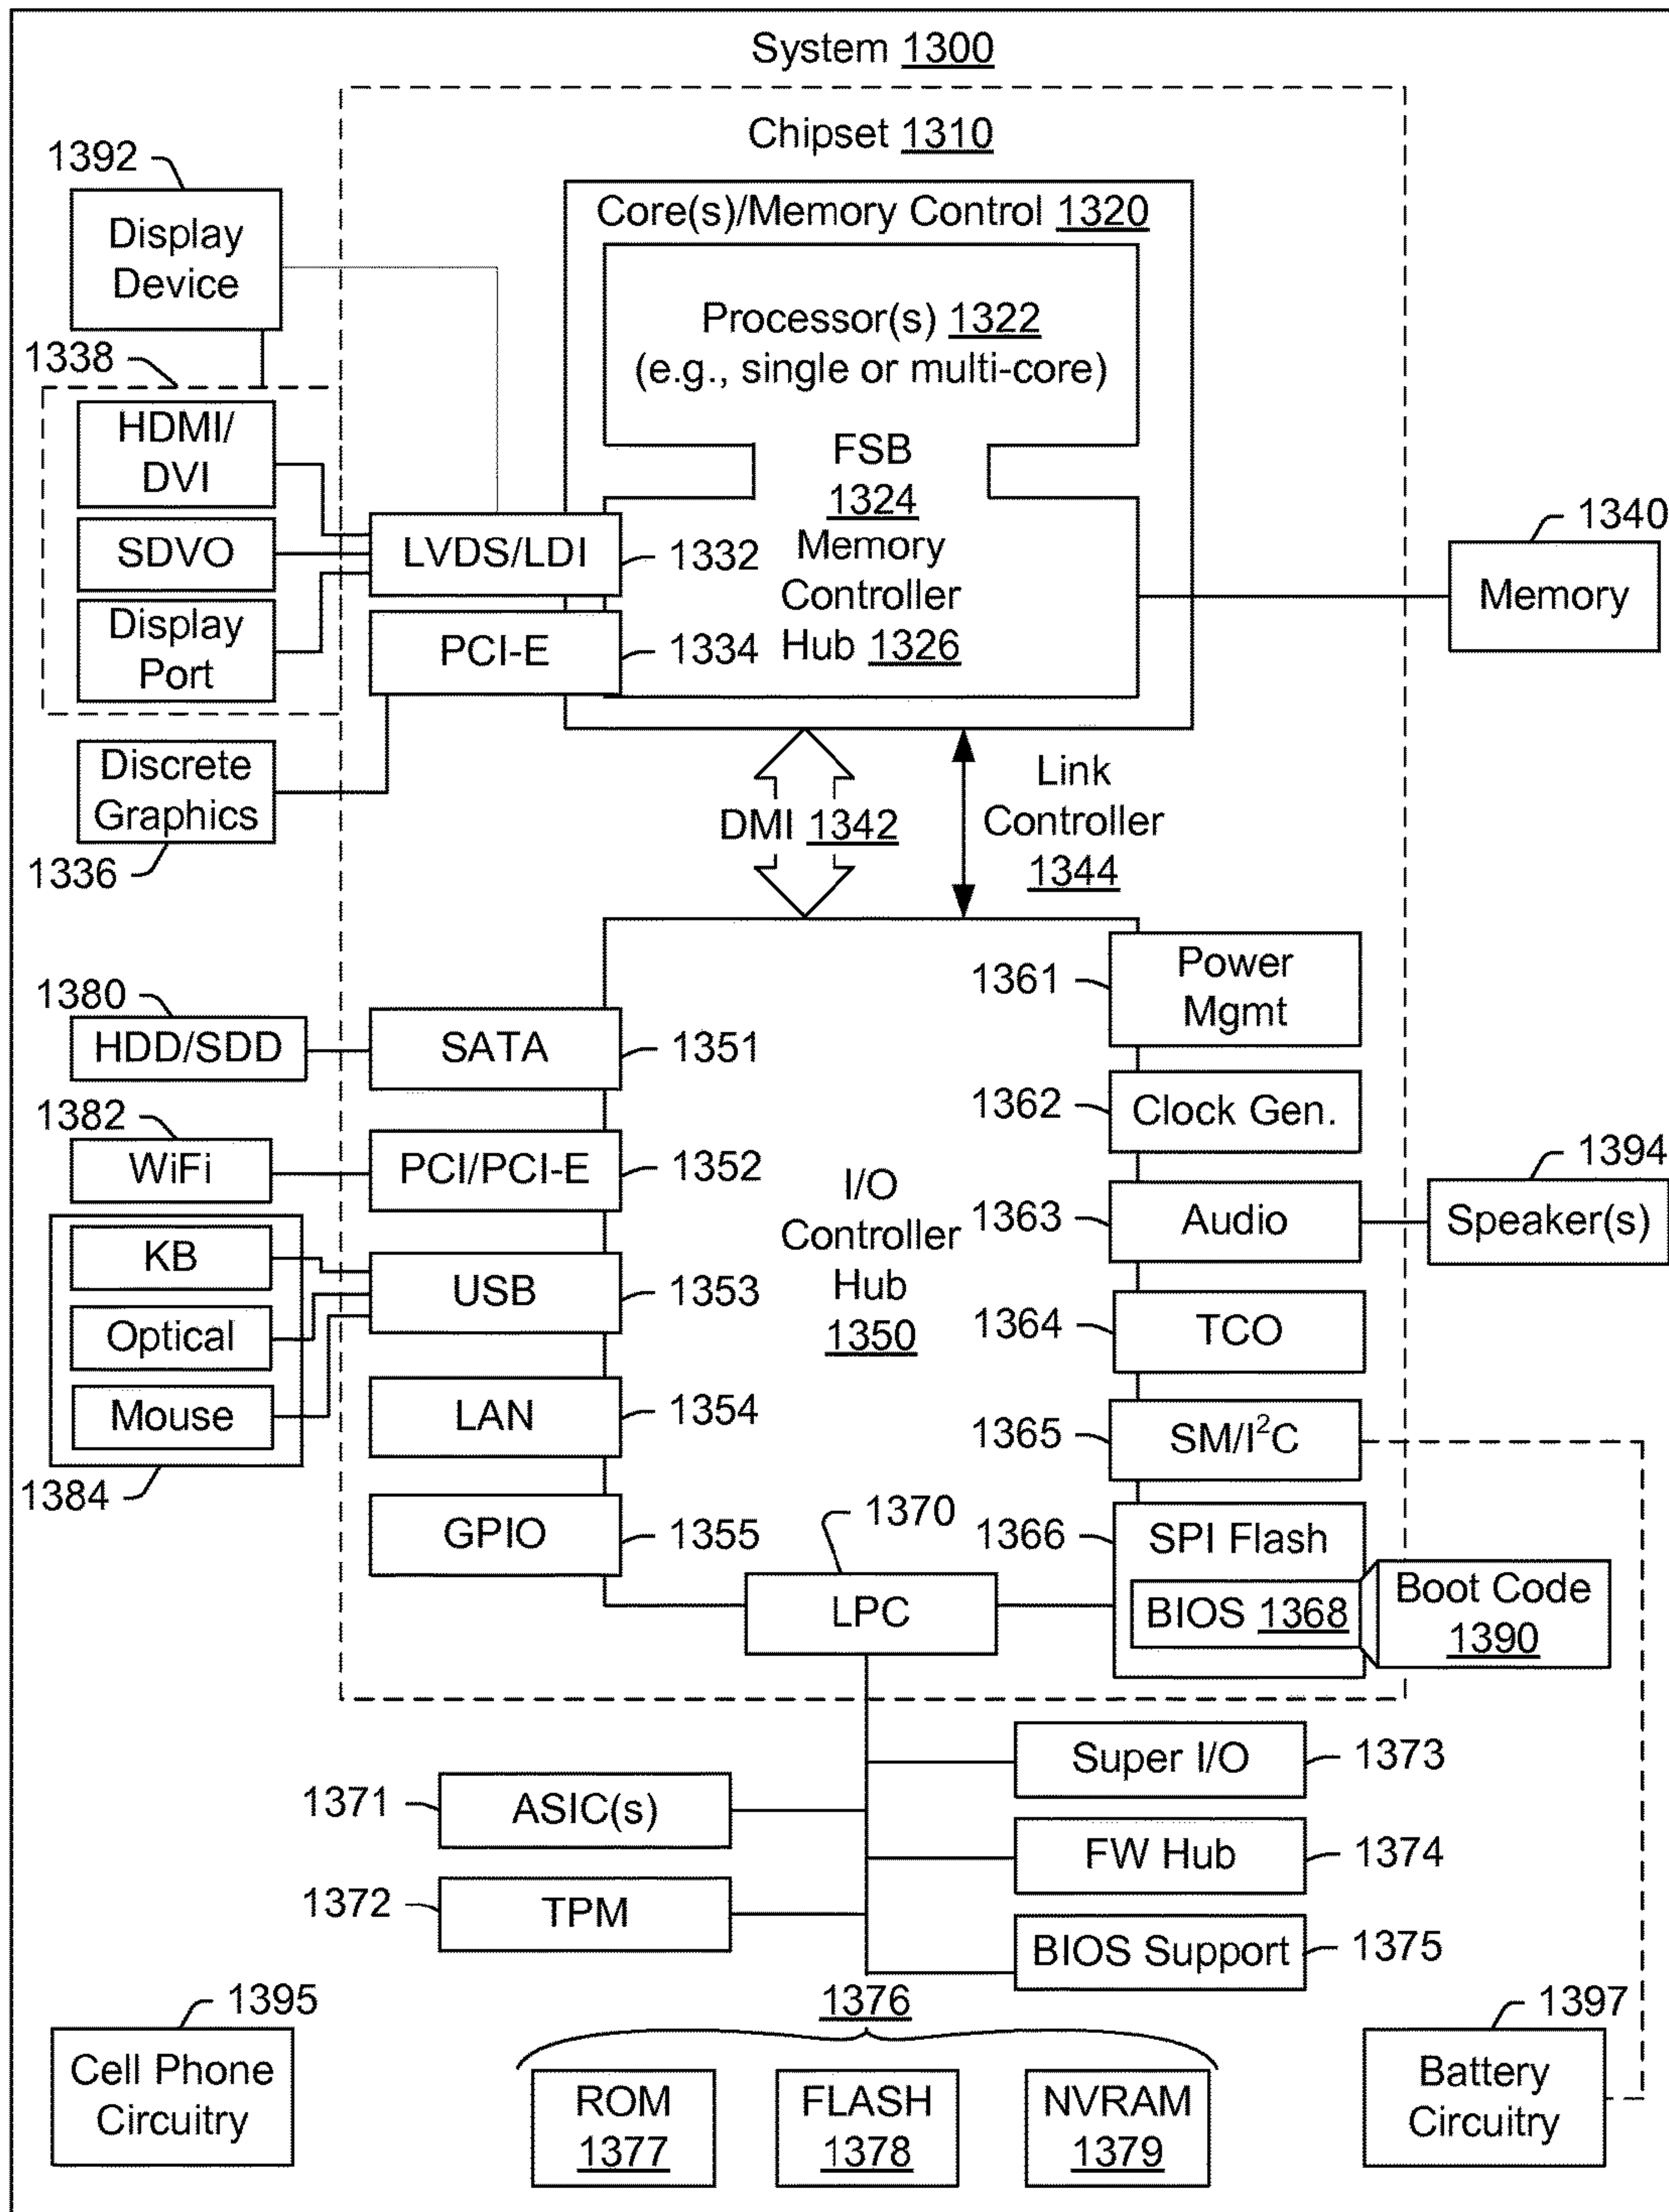 System 1300
Chipset 1310
1392
Display
Device
Core(s)/Memory Control 1320
Processor(s) 1322
(e.g., single or multi-core)
1338
HDMI/
DVI
SDVO
Display
Port
FSB
1324
Memory
Controller
Hub 1326
LVDS/LDI
1332
PCI-E
1334
1340
Memory
Discrete
Graphics
1336
DMI 1342
Link
Controller
1344
1380
HDD/SDD
SATA
1351
1382
WiFi
PCI/PCI-E
1352
KB
Optical
Mouse
1384
USB
1353
LAN
1354
GPIO
1355
I/O
Controller
Hub
1350
1361
Power
Mgmt
1362
Clock Gen.
1363
Audio
1394
Speaker(s)
1364
TCO
1365
SM/I²C
1366
SPI Flash
BIOS 1368
Boot Code
1390
1370
LPC
1371
ASIC(s)
1372
TPM
Super I/O
1373
FW Hub
1374
BIOS Support
1375
1376
ROM
1377
FLASH
1378
NVRAM
1379
1395
Cell Phone
Circuitry
1397
Battery
Circuitry